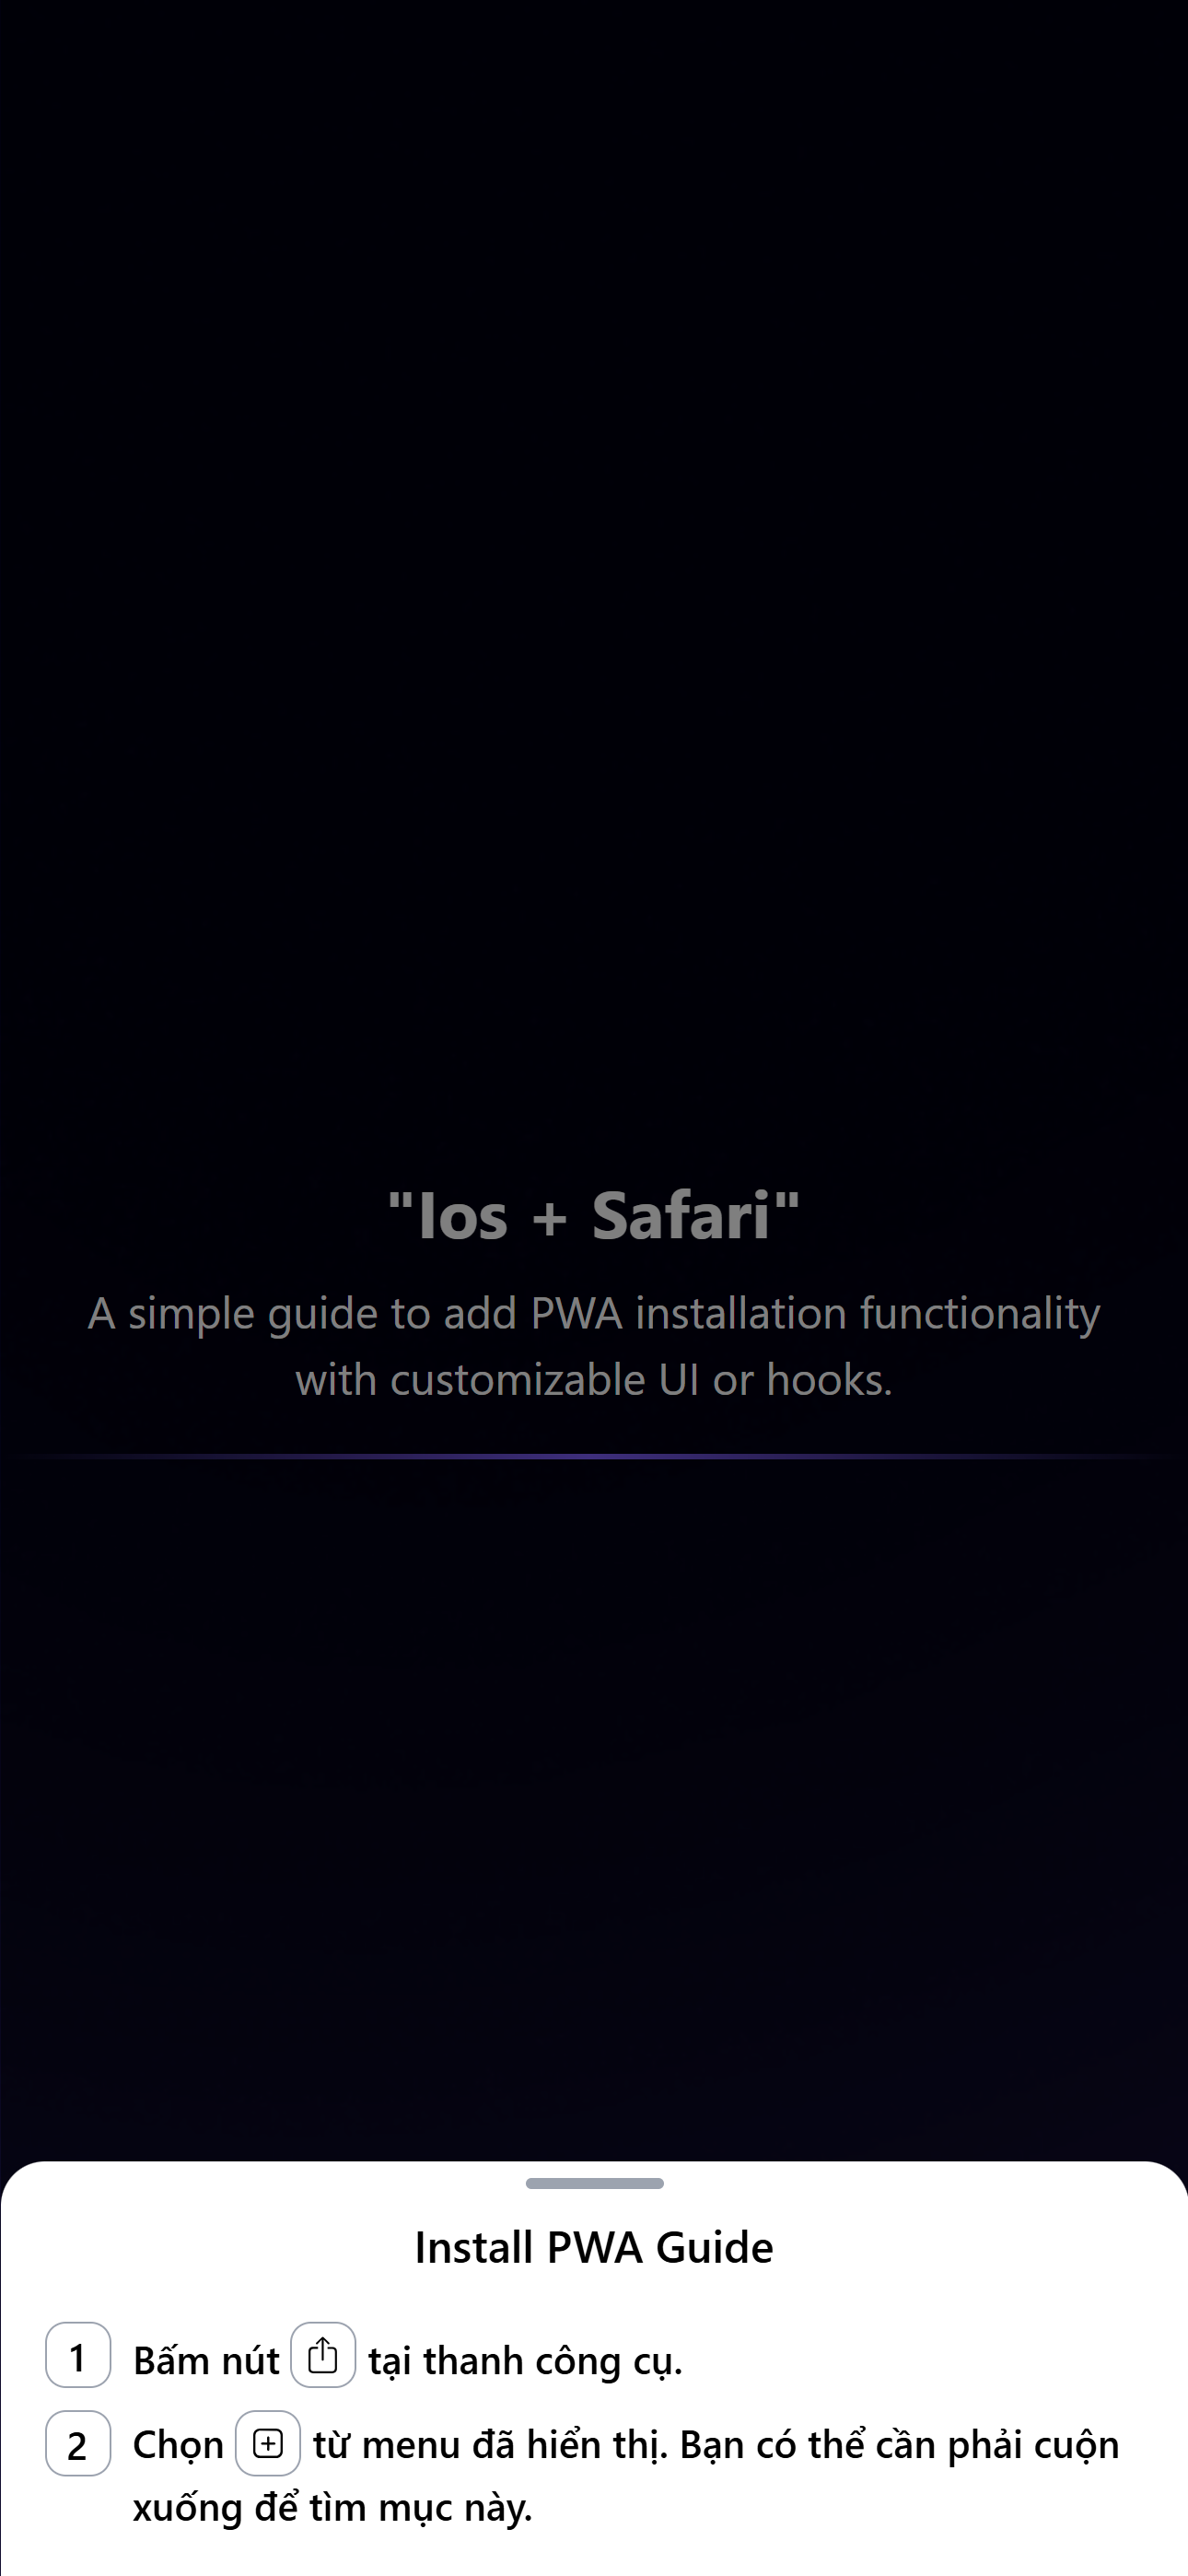 "Ios + Safari"
A simple guide to add PWA installation functionality
with customizable UI or hooks.
Install PWA Guide
1 Bấm nút tại thanh công cụ.
2 Chọn từ menu đã hiển thị. Bạn có thể cần phải cuộn
xuống để tìm mục này.